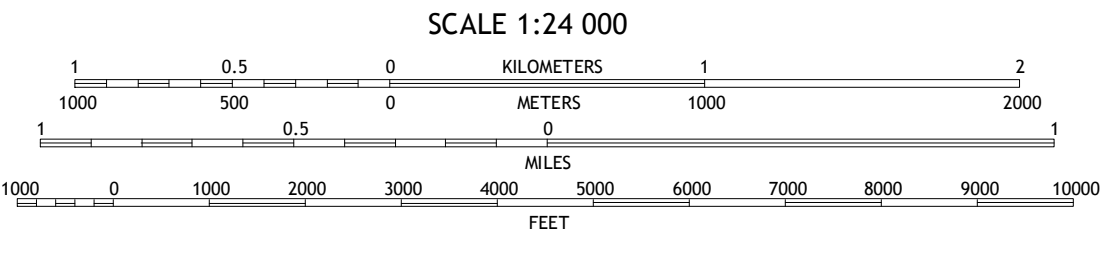 SCALE 1:24 000
1 0.5 0 KILOMETERS 1 2
1000 500 0 METERS 1000 2000
1 0.5 0 1
MILES
1000 0 1000 2000 3000 4000 5000 6000 7000 8000 9000 10000
FEET